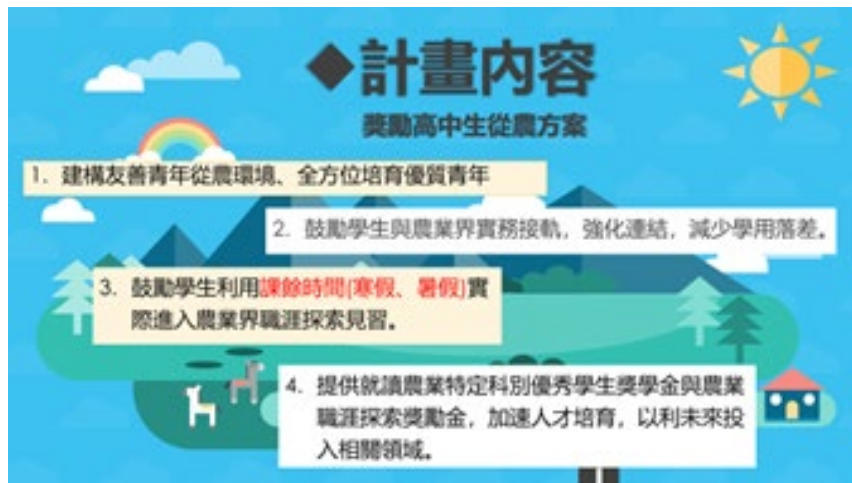 ◆計畫內容
獎勵高中生從農方案
1. 建構友善青年從農環境、全方位培育優質青年
2. 鼓勵學生與農業界實務接軌，強化連結，減少學用落差。
3. 鼓勵學生利用課餘時間(寒假、暑假)實
際進入農業界職涯探索見習。
4. 提供就讀農業特定科別優秀學生獎學金與農業
職涯探索獎勵金，加速人才培育，以利未來投
入相關領域。